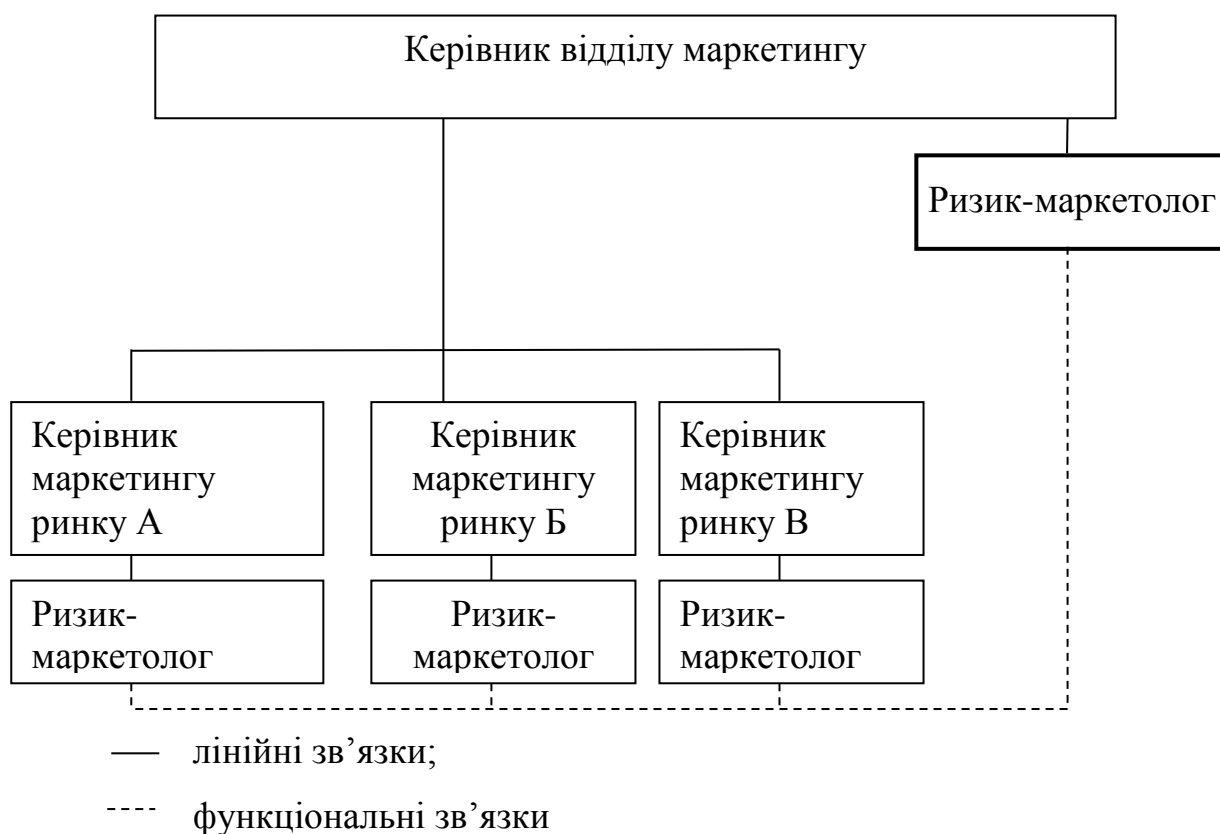 Керівник відділу маркетингу
Ризик-маркетолог
Керівник
маркетингу
ринку А
Керівник
маркетингу
ринку Б
Керівник
маркетингу
ринку В
Ризик-
маркетолог
Ризик-
маркетолог
Ризик-
маркетолог
лінійні зв’язки;
функціональні зв’язки